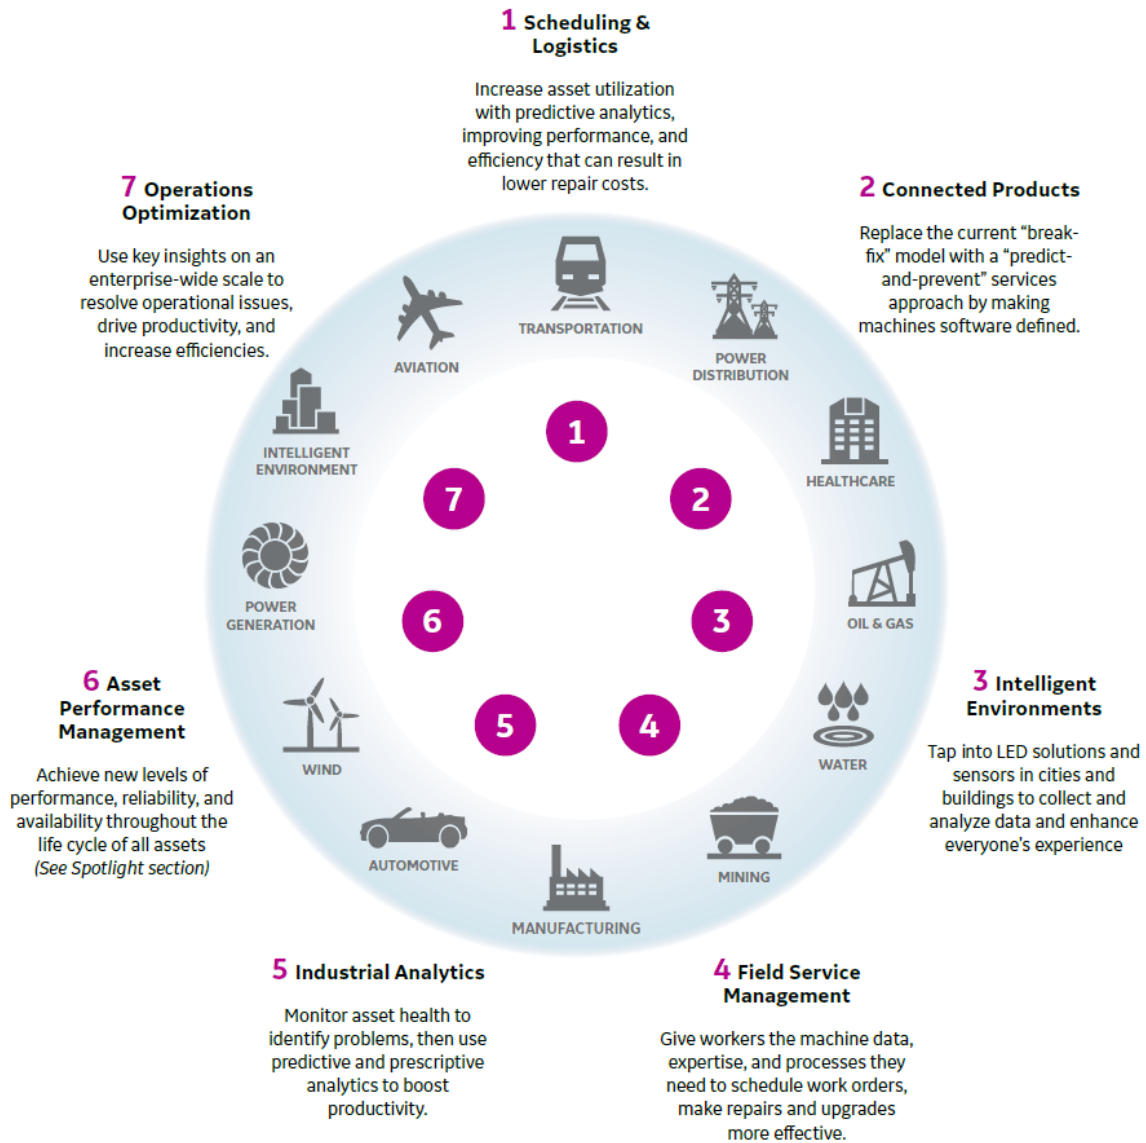 1 Scheduling &
Logistics
Increase asset utilization
with predictive analytics,
improving performance, and
efficiency that can result in
lower repair costs.
7 Operations
Optimization
Use key insights on an
enterprise-wide scale to
resolve operational issues,
drive productivity, and
increase efficiencies.
2 Connected Products
Replace the current “break-
fix” model with a “predict-
and-prevent” services
approach by making
machines software defined.
TRANSPORTATION
AVIATION
POWER
DISTRIBUTION
INTELLIGENT
ENVIRONMENT
HEALTHCARE
POWER
GENERATION
OIL & GAS
WIND
WATER
AUTOMOTIVE
MINING
MANUFACTURING
1
2
3
4
5
6
7
6 Asset
Performance
Management
Achieve new levels of
performance, reliability, and
availability throughout the
life cycle of all assets
(See Spotlight section)
3 Intelligent
Environments
Tap into LED solutions and
sensors in cities and
buildings to collect and
analyze data and enhance
everyone’s experience
5 Industrial Analytics
Monitor asset health to
identify problems, then use
predictive and prescriptive
analytics to boost
productivity.
4 Field Service
Management
Give workers the machine data,
expertise, and processes they
need to schedule work orders,
make repairs and upgrades
more effective.